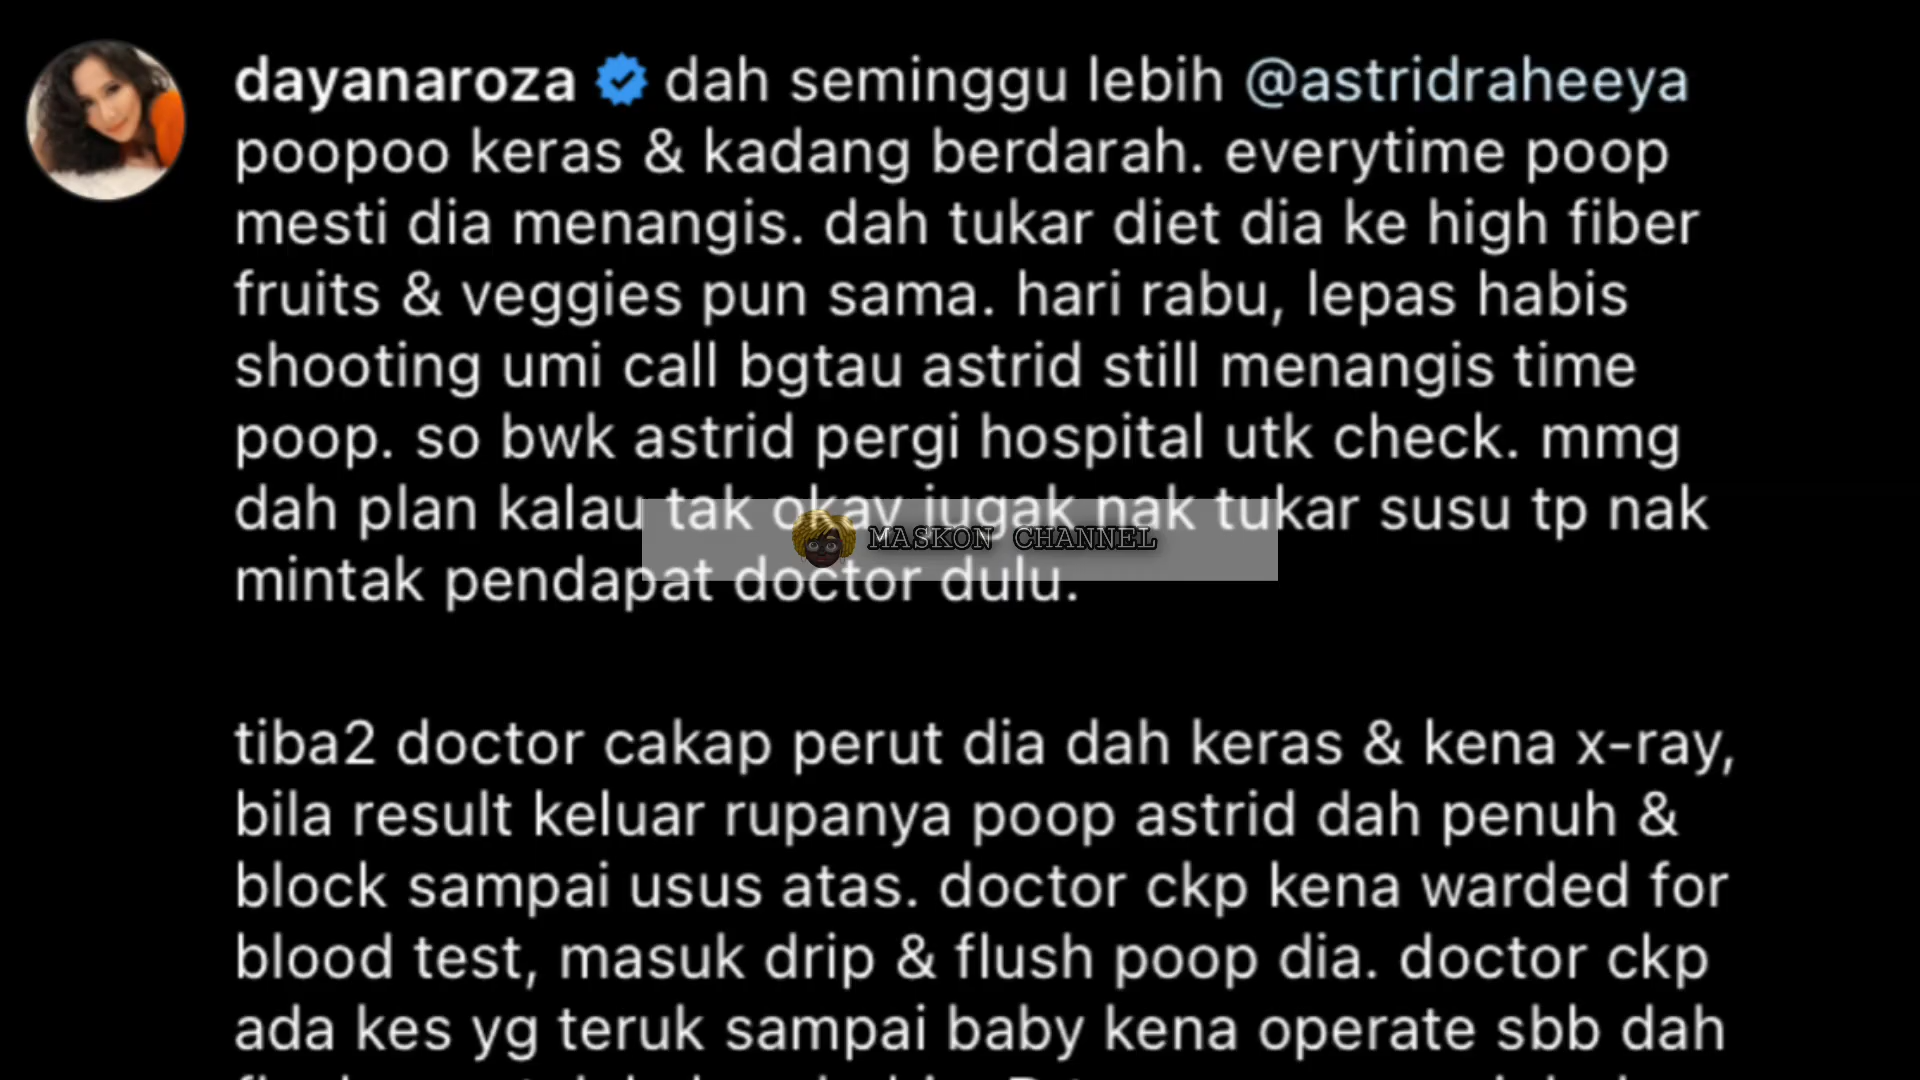 dayanaroza dah seminggu lebih @astridraheeya
poopoo keras & kadang berdarah. everytime poop
mesti dia menangis. dah tukar diet dia ke high fiber
fruits & veggies pun sama. hari rabu, lepas habis
shooting umi call bgtau astrid still menangis time
poop. so bwk astrid pergi hospital utk check. mmg
dah plan kalau tak okay jugak nak tukar susu tp nak
MASKON CHANNEL
mintak pendapat doctor dulu.
tiba2 doctor cakap perut dia dah keras & kena x-ray,
bila result keluar rupanya poop astrid dah penuh &
block sampai usus atas. doctor ckp kena warded for
blood test, masuk drip & flush poop dia. doctor ckp
ada kes yg teruk sampai baby kena operate sbb dah